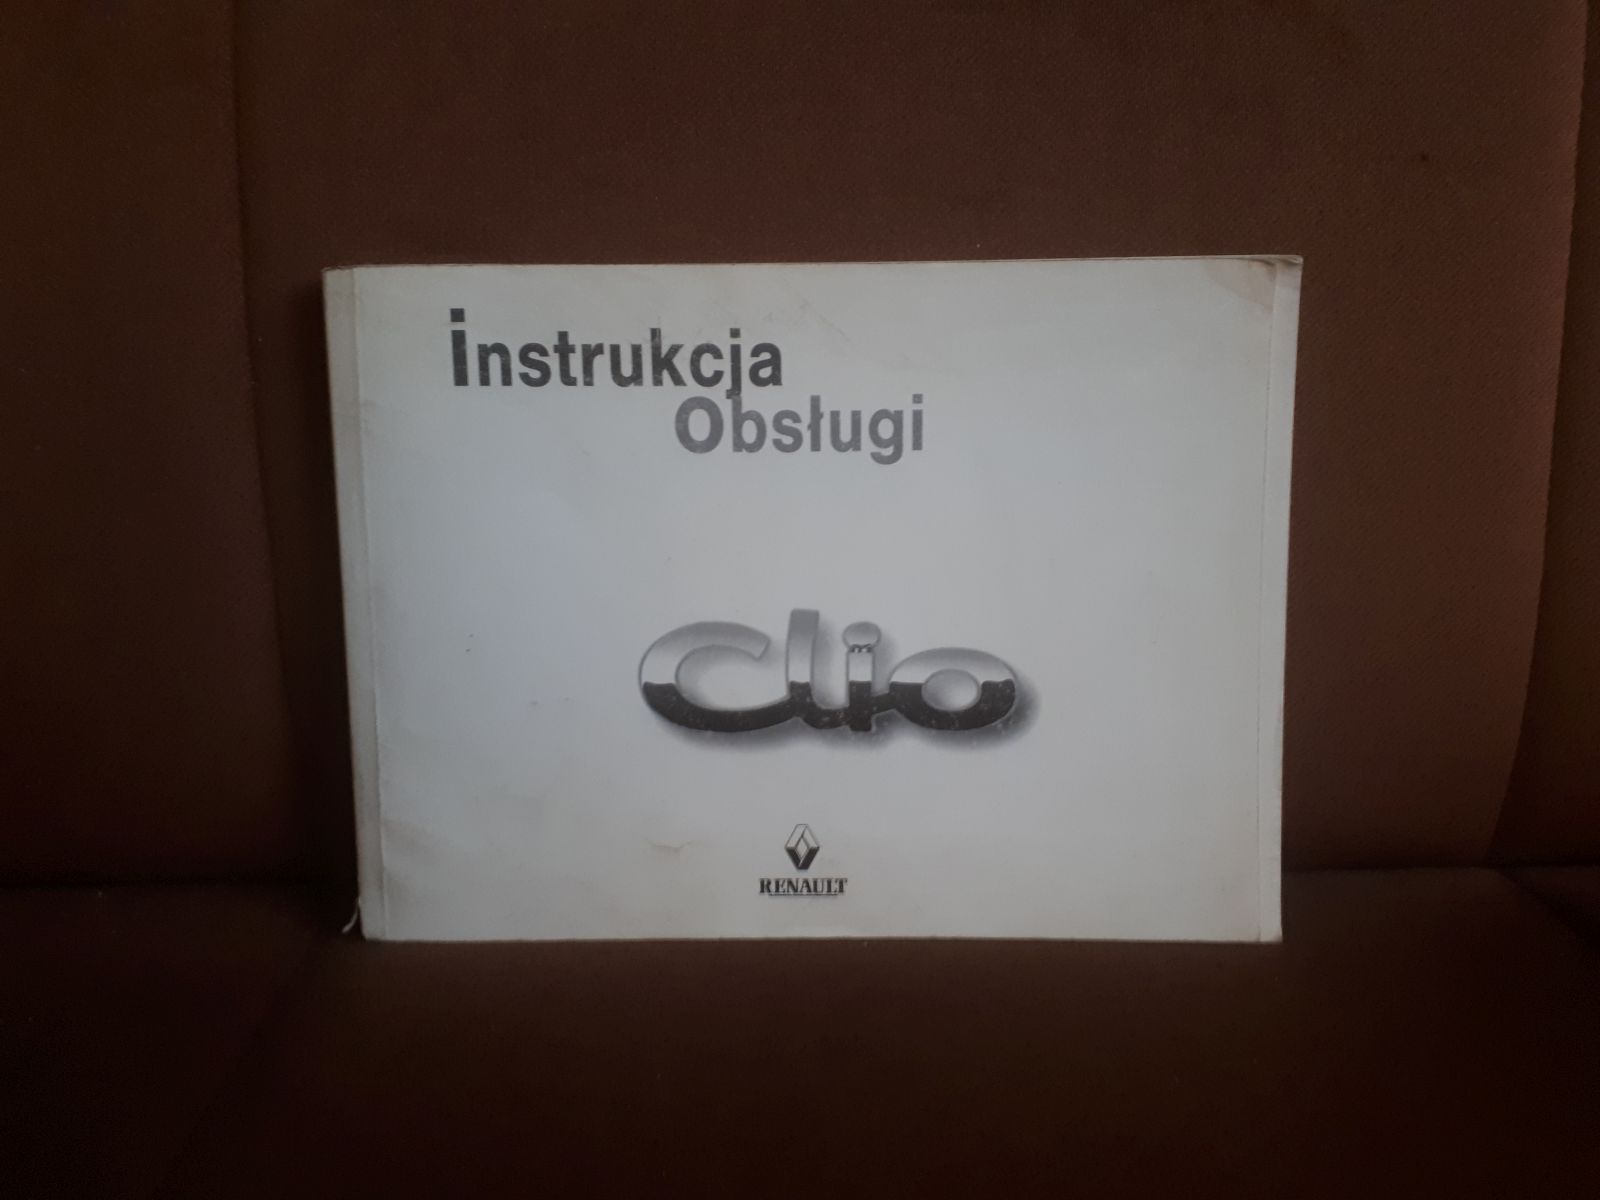 instrukcja
Obsługi
Clio
RENAULT